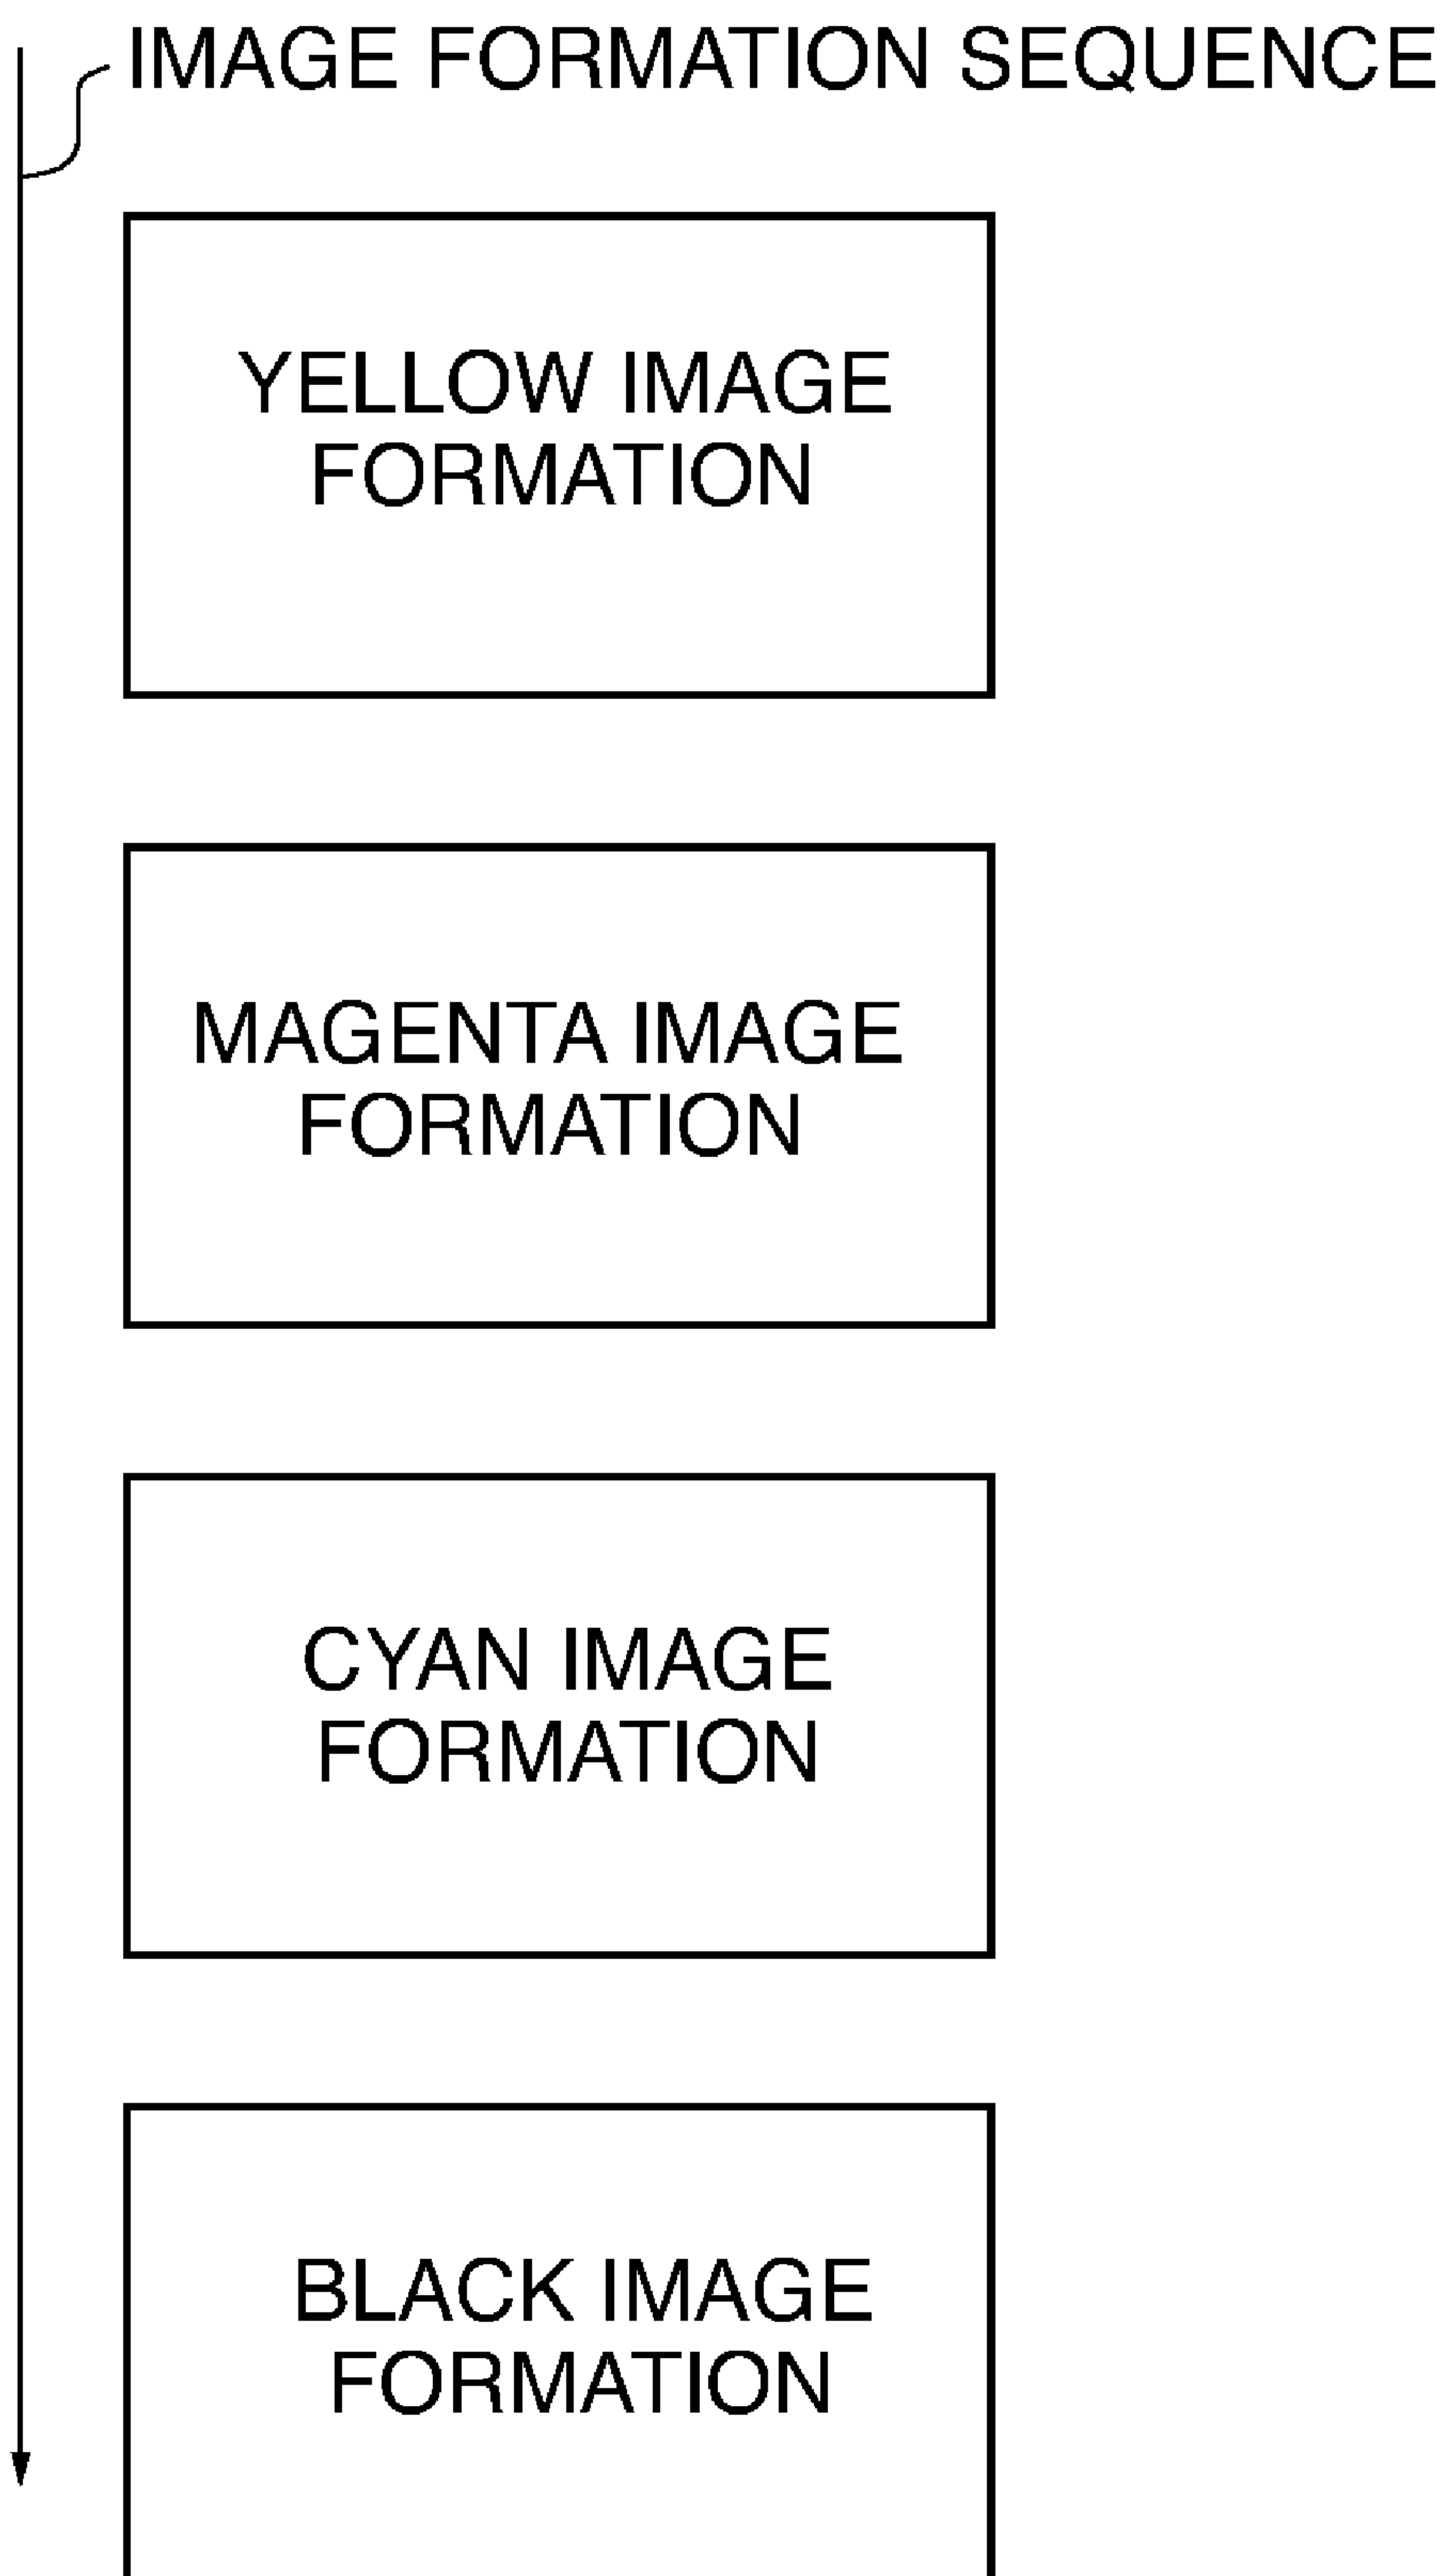 IMAGE FORMATION SEQUENCE
YELLOW IMAGE
FORMATION
MAGENTA IMAGE
FORMATION
CYAN IMAGE
FORMATION
BLACK IMAGE
FORMATION